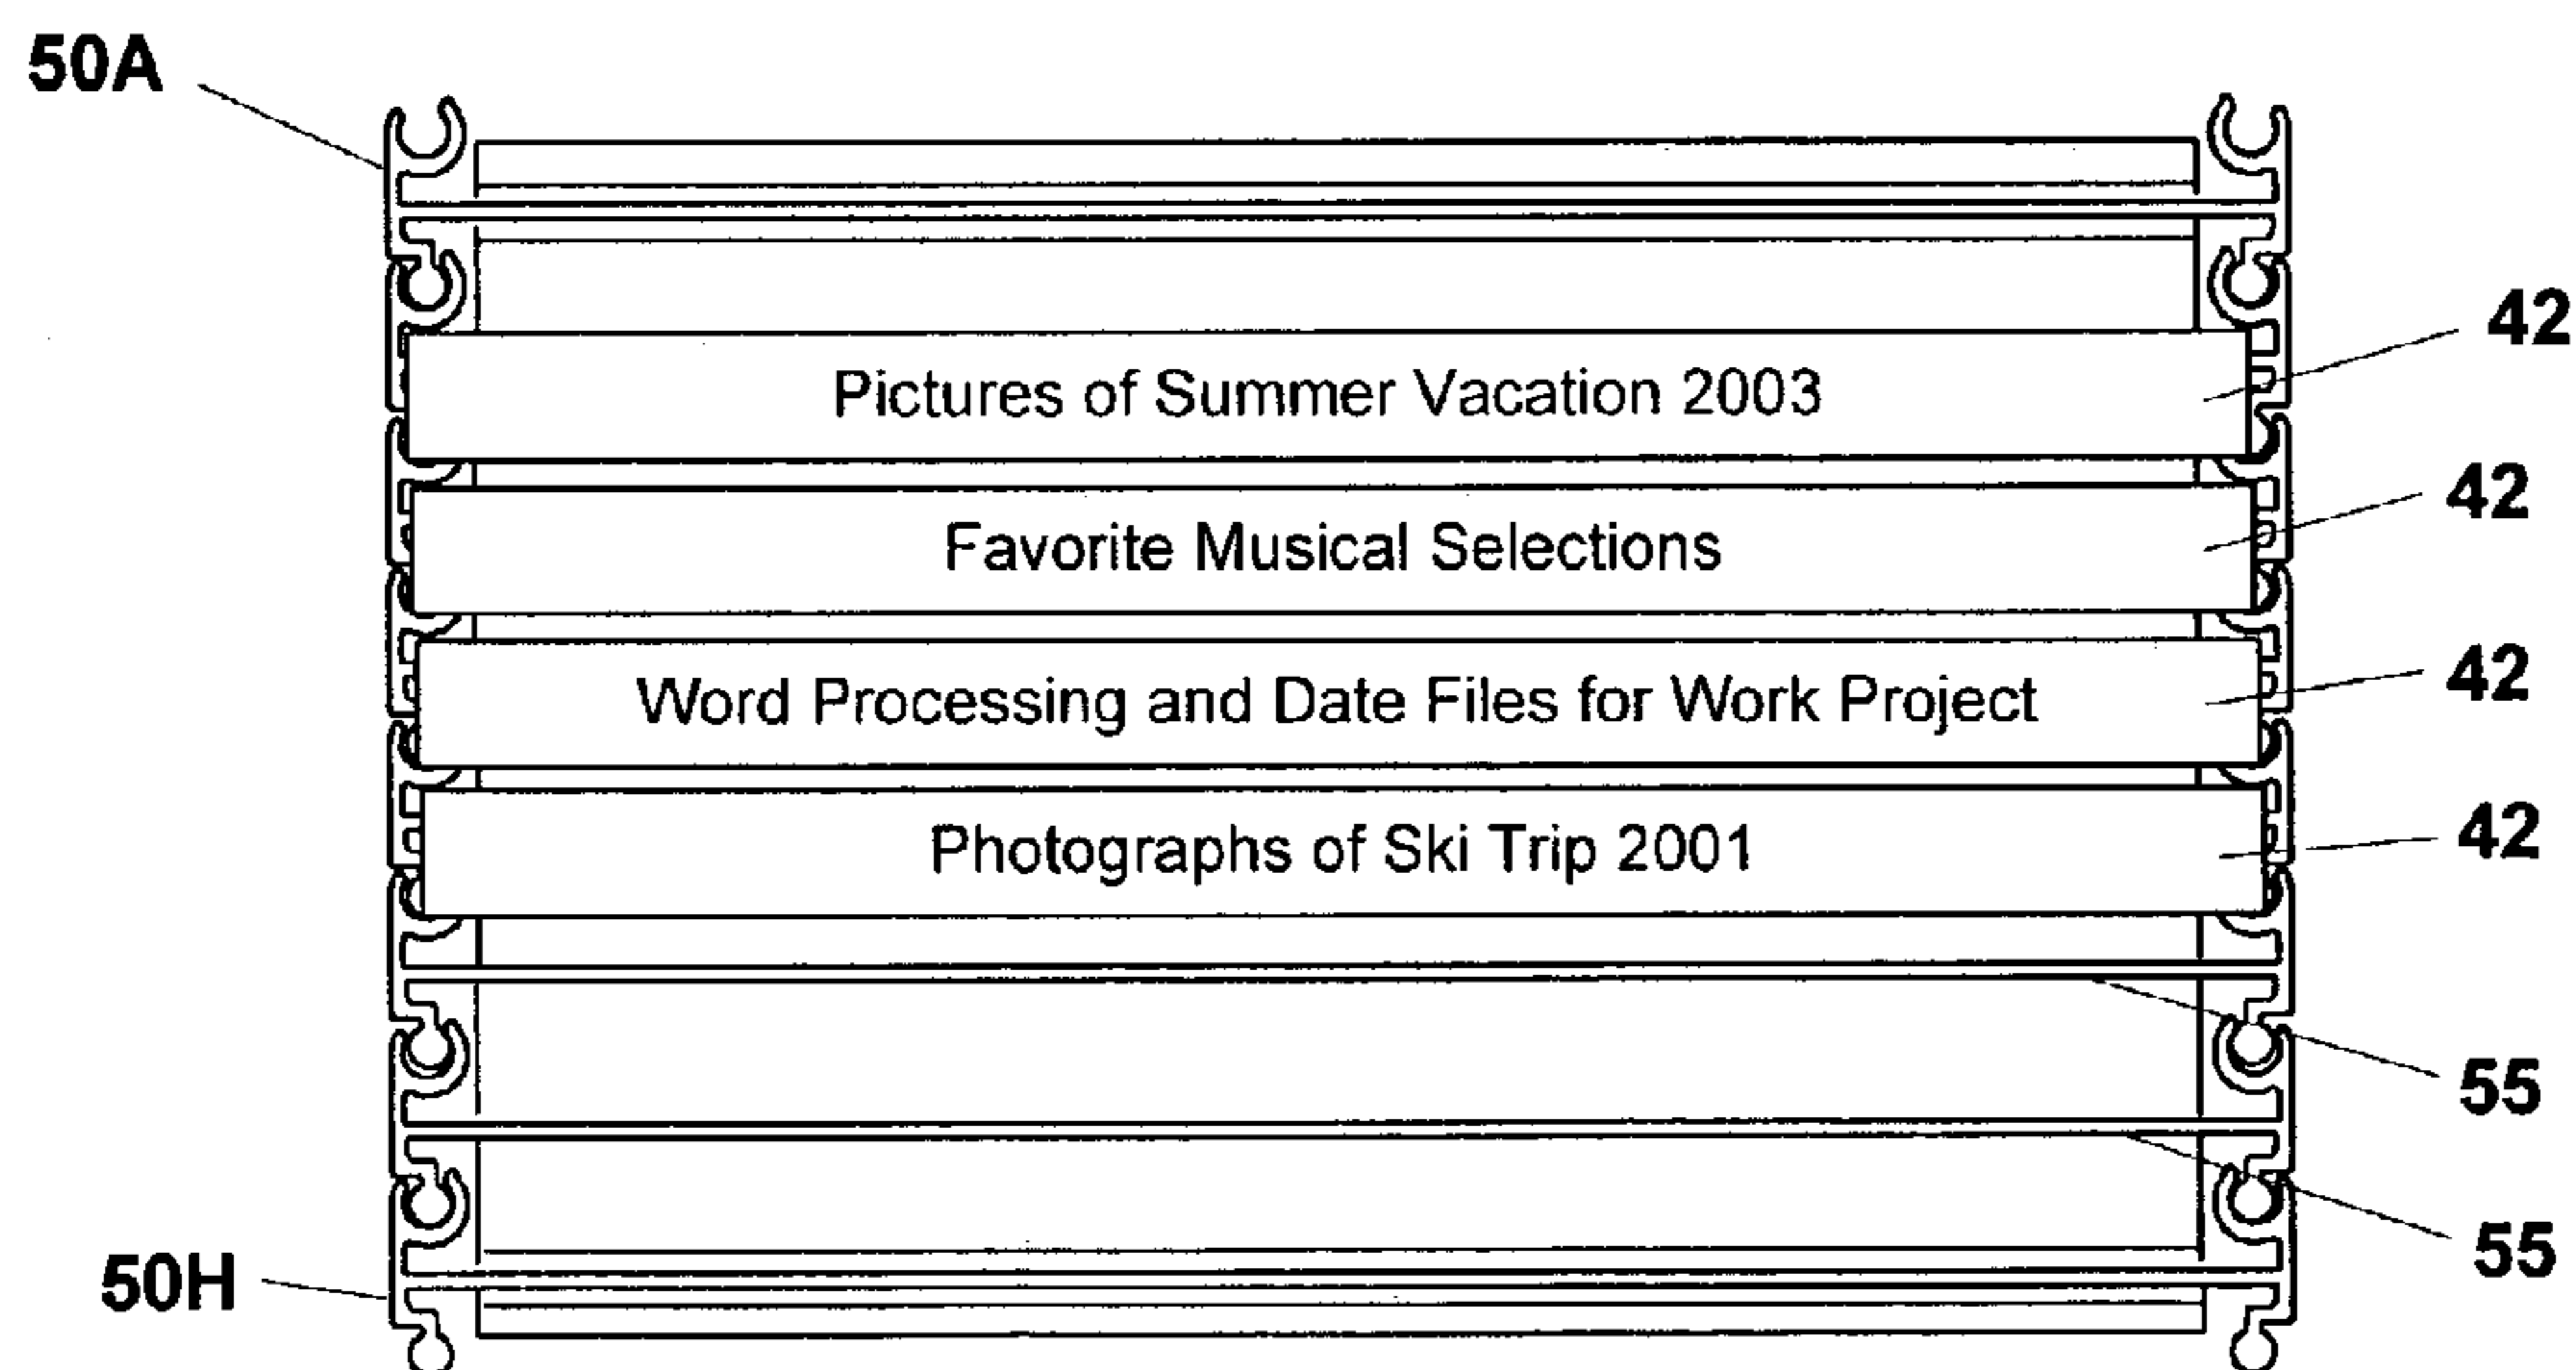 50A
Pictures of Summer Vacation 2003
42
Favorite Musical Selections
42
Word Processing and Date Files for Work Project
42
Photographs of Ski Trip 2001
42
55
55
50H